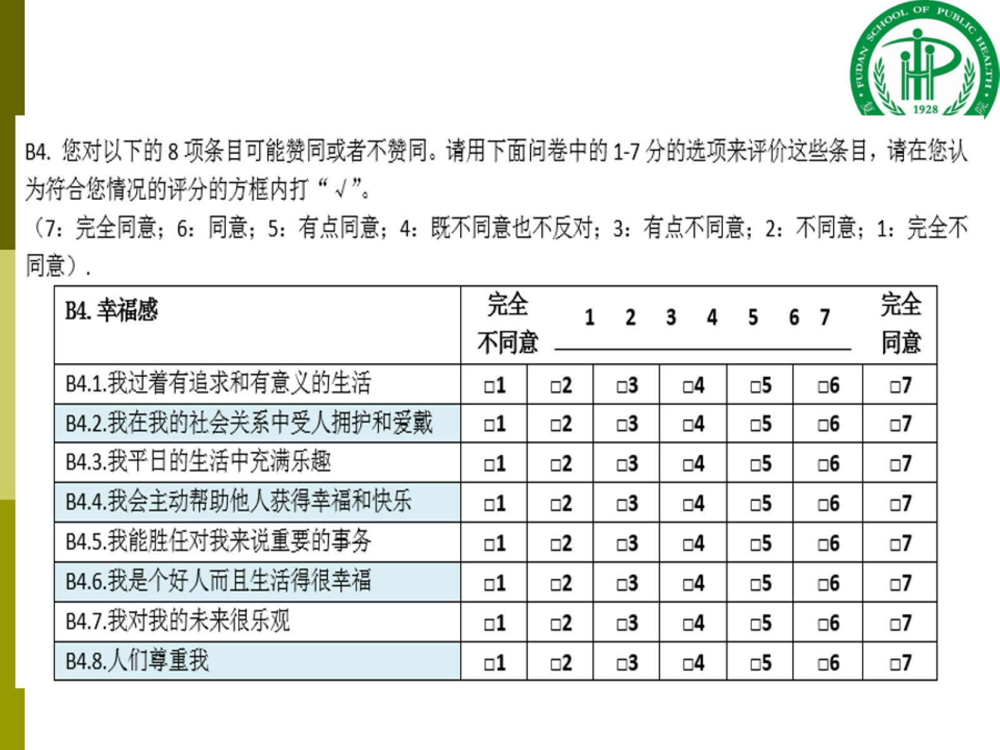 FUDAN SCHOOL OF PUBLIC HEALTH
复 1928 院
B4. 您对以下的 8 项条目可能赞同或者不赞同。请用下面问卷中的 1-7 分的选项来评价这些条目，请在您认
为符合您情况的评分的方框内打“√”。
（7：完全同意；6：同意；5：有点同意；4：既不同意也不反对；3：有点不同意；2：不同意；1：完全不
同意）.
B4. 幸福感 完全 1 2 3 4 5 6 7 完全
不同意 同意
B4.1.我过着有追求和有意义的生活 □1 □2 □3 □4 □5 □6 □7
B4.2.我在我的社会关系中受人拥护和爱戴 □1 □2 □3 □4 □5 □6 □7
B4.3.我平日的生活中充满乐趣 □1 □2 □3 □4 □5 □6 □7
B4.4.我会主动帮助他人获得幸福和快乐 □1 □2 □3 □4 □5 □6 □7
B4.5.我能胜任对我来说重要的事务 □1 □2 □3 □4 □5 □6 □7
B4.6.我是个好人而且生活得很幸福 □1 □2 □3 □4 □5 □6 □7
B4.7.我对我的未来很乐观 □1 □2 □3 □4 □5 □6 □7
B4.8.人们尊重我 □1 □2 □3 □4 □5 □6 □7